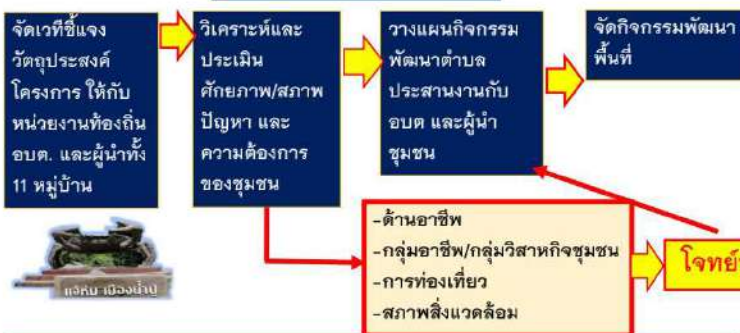 จัดเวทีชี้แจง
วัตถุประสงค์
โครงการ ให้กับ
หน่วยงานท้องถิ่น
อบต. และผู้นำทั้ง
11 หมู่บ้าน
วิเคราะห์และ
ประเมิน
ศักยภาพ/สภาพ
ปัญหา และ
ความต้องการ
ของชุมชน
วางแผนกิจกรรม
พัฒนาตำบล
ประสานงานกับ
อบต และผู้นำ
ชุมชน
จัดกิจกรรมพัฒนา
พื้นที่
-ด้านอาชีพ
-กลุ่มอาชีพ/กลุ่มวิสาหกิจชุมชน
-การท่องเที่ยว
-สภาพสิ่งแวดล้อม
โจทย์